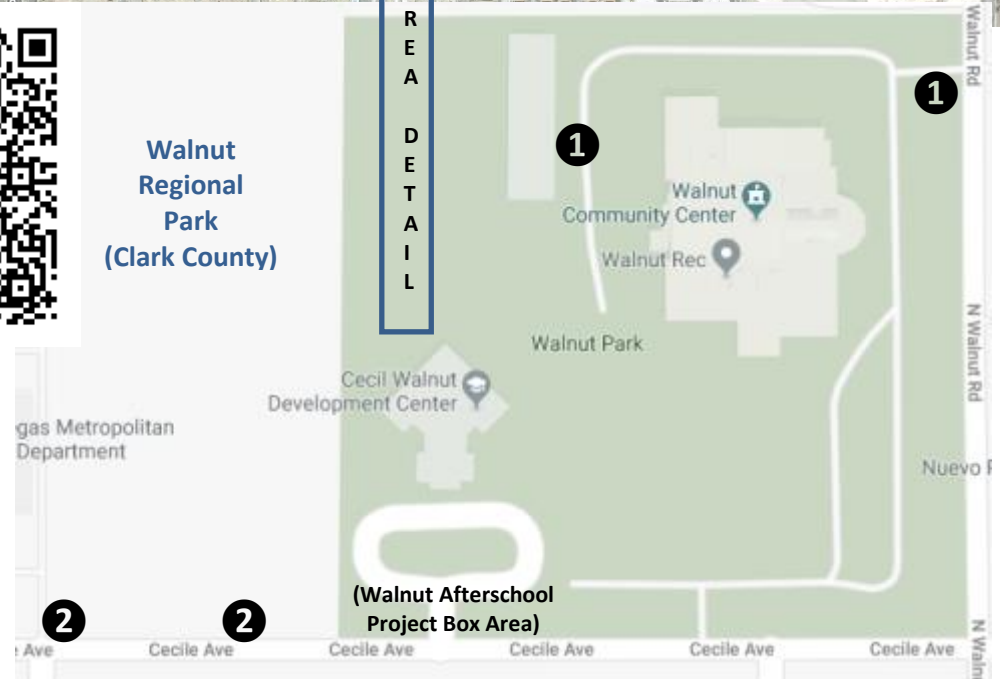 REA DETAIL
Walnut Rd
1
1
Walnut
Regional
Park
(Clark County)
Walnut
Community Center
Walnut Rec
N Walnut Rd
Walnut Park
Cecil Walnut
Development Center
gas Metropolitan
Department
Nuevo
(Walnut Afterschool
Project Box Area)
2
2
Ave
Cecile Ave
Cecile Ave
Cecile Ave
Cecile Ave
Cecile Ave
N Waln